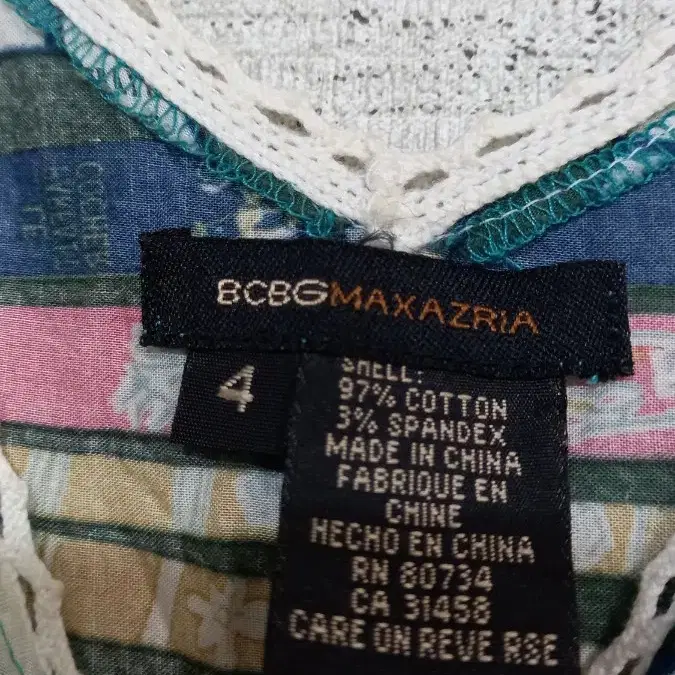 BCBGMAXAZRIA
4
SHELL:
97% COTTON
3% SPANDEX
MADE IN CHINA
FABRIQUE EN
CHINE
HECHO EN CHINA
RN 80734
CA 31458
CARE ON REVERSE